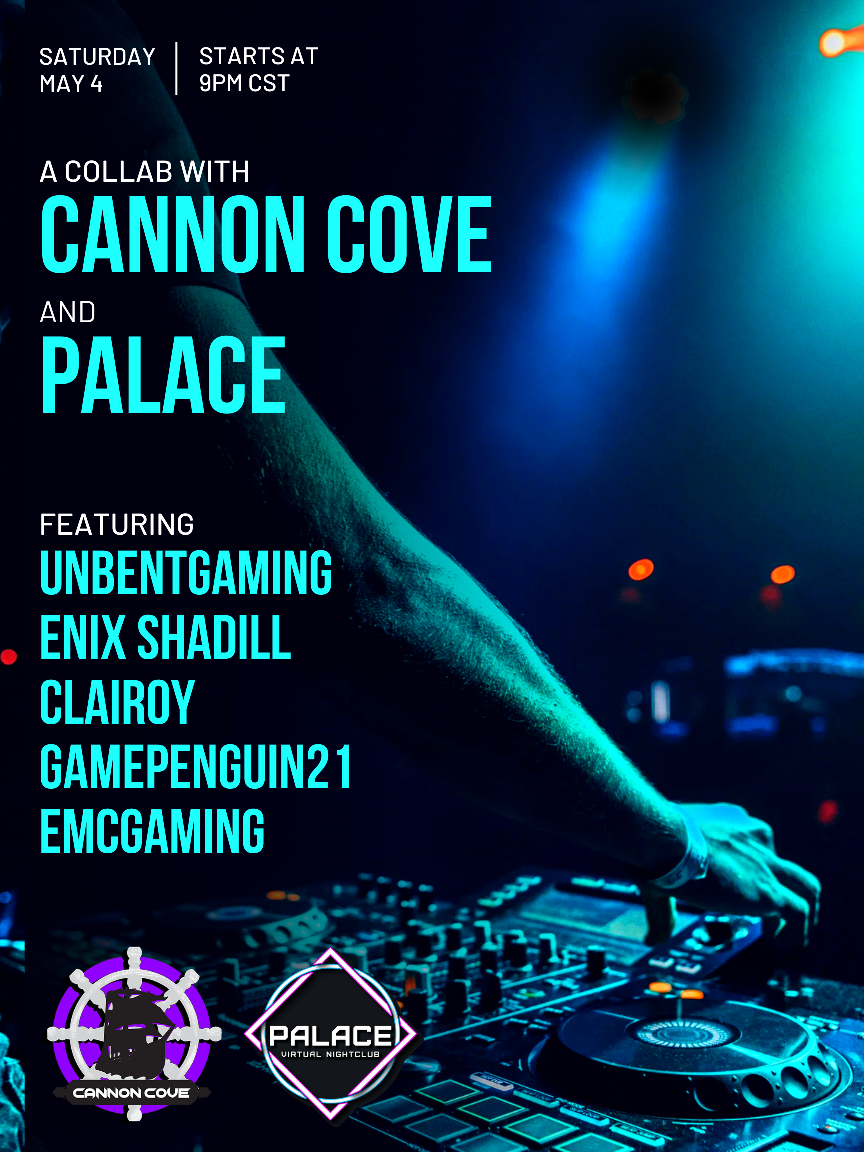 SATURDAY
MAY 4
STARTS AT
9PM CST
A COLLAB WITH
CANNON COVE
AND
PALACE
FEATURING
UNBENTGAMING
ENIX SHADILL
CLAIROY
GAMEPENGUIN21
EMCGAMING
CANNON COVE
PALACE
VIRTUAL NIGHTCLUB